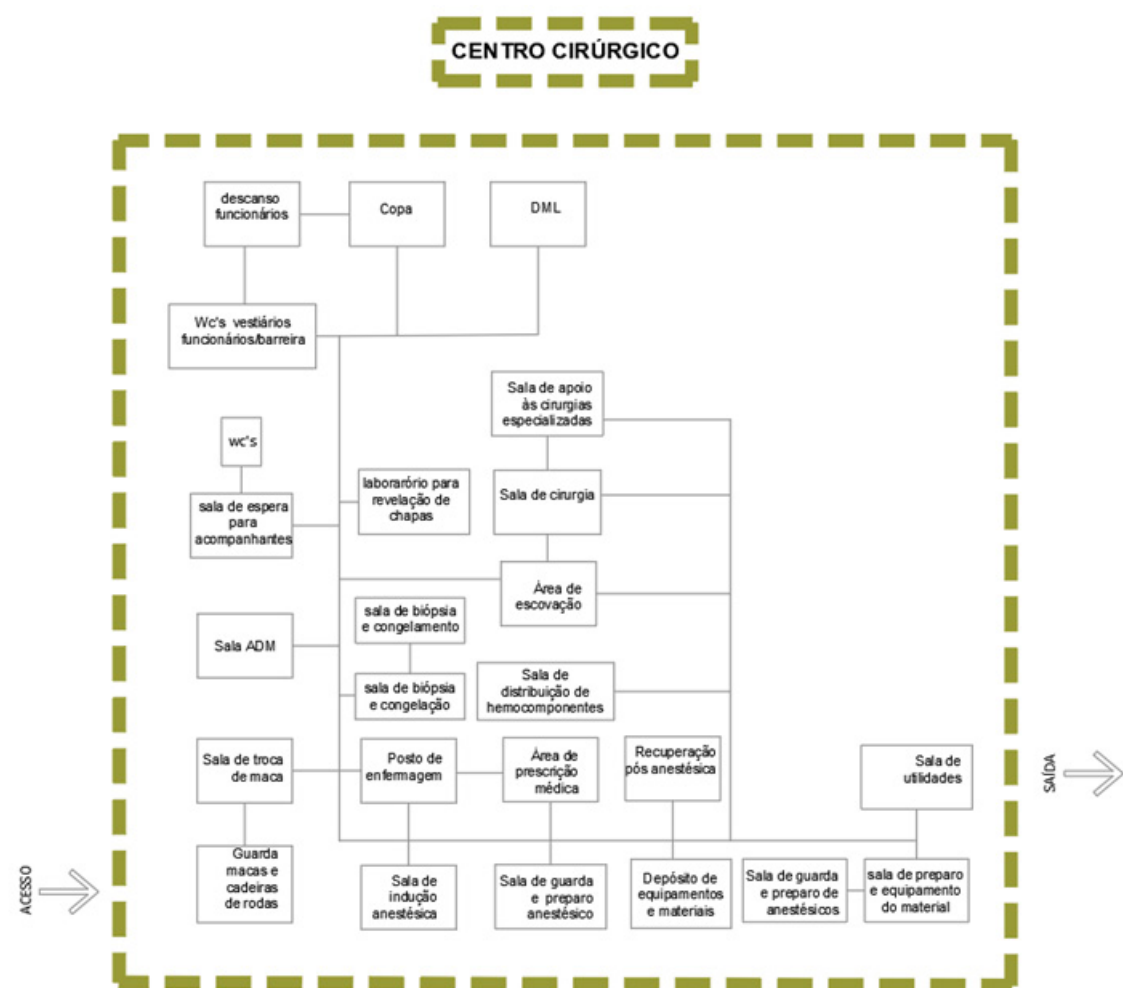 CENTRO CIRÚRGICO
descanso
funcionários
Copa
DML
Wc's vestiários
funcionários/barreira
Sala de apoio
às cirurgias
especializadas
wc's
sala de espera
para
acompanhantes
laborarório para
revelação de
chapas
Sala de cirurgia
Área de
escovação
Sala ADM
sala de biópsia
e congelamento
sala de biópsia
e congelação
Sala de
distribuição de
hemocomponentes
Sala de troca
de maca
Posto de
enfermagem
Área de
prescrição
médica
Recuperação
pós anestésica
Sala de
utilidades
SAÍDA
ACESSO
Guarda
macas e
cadeiras
de rodas
Sala de
indução
anestésica
Sala de guarda
e preparo
anestésico
Depósito de
equipamentos
e materiais
Sala de guarda
e preparo de
anestésicos
sala de preparo
e equipamento
do material